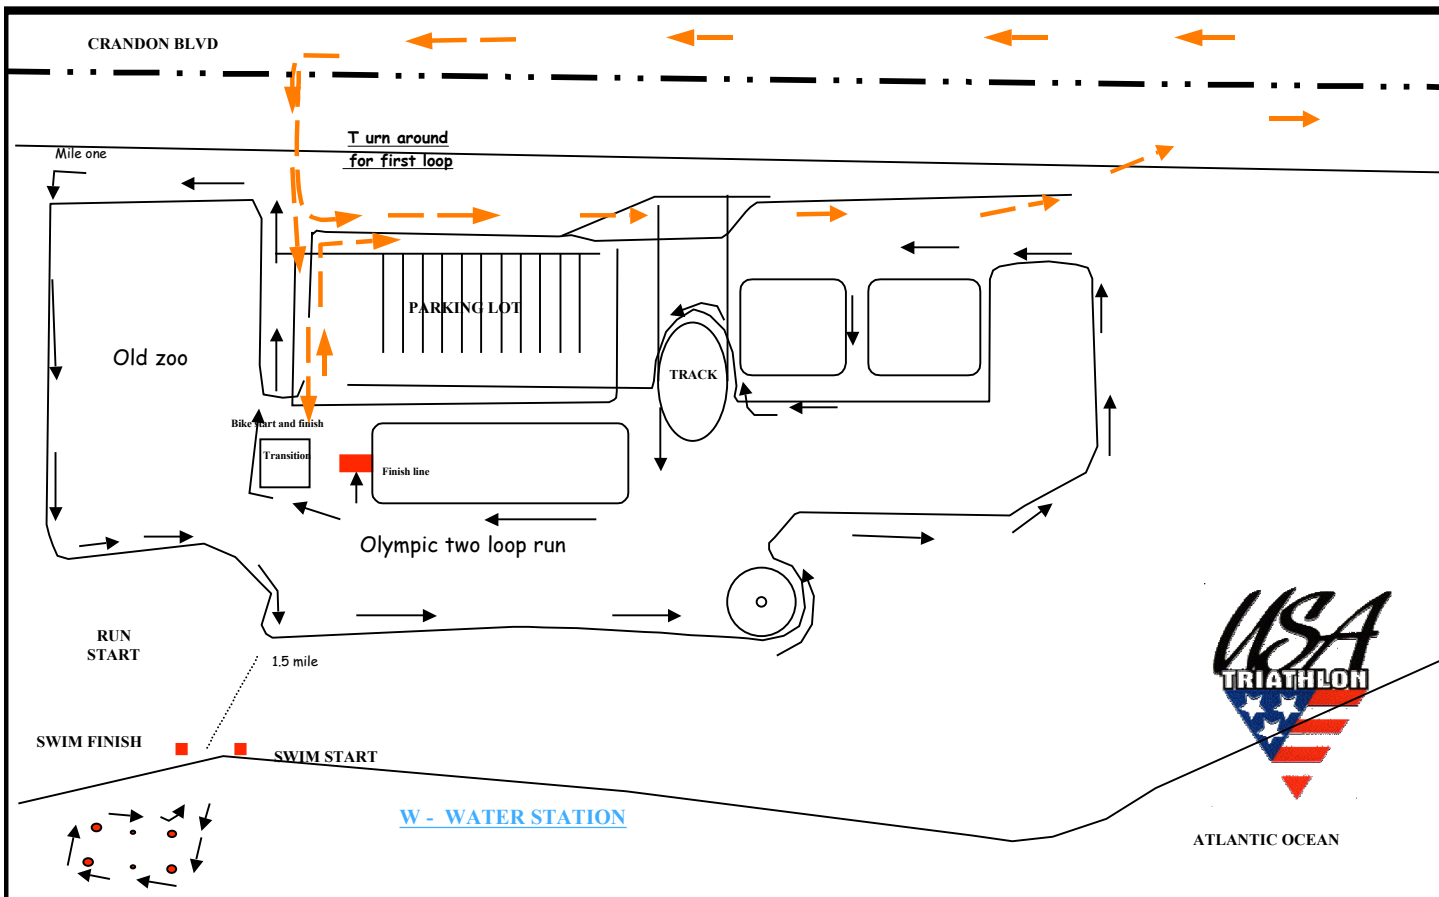 CRANDON BLVD
T urn around
for first loop
Mile one
PARKING LOT
Old zoo
TRACK
Bike start and finish
Transition
Finish line
Olympic two loop run
RUN
START
1.5 mile
USA
TRIATHLON
SWIM FINISH
SWIM START
W - WATER STATION
ATLANTIC OCEAN